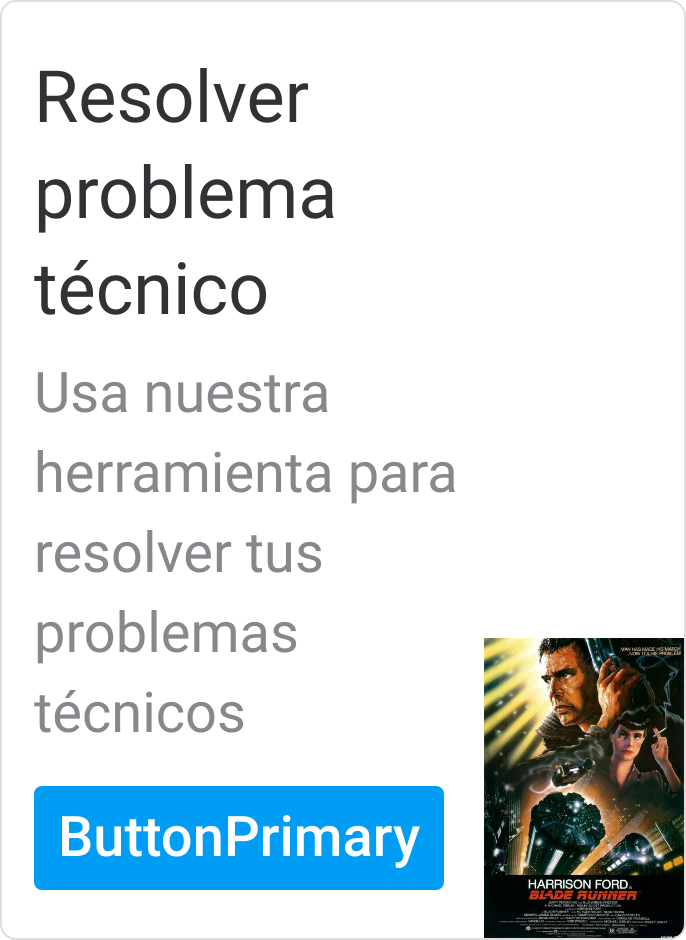 Resolver
problema
técnico
Usa nuestra
herramienta para
resolver tus
problemas
técnicos
ButtonPrimary
MAN HAS MADE HIS MATCH
NOW IT'S HIS PROBLEM
HARRISON FORD
BLADE RUNNER